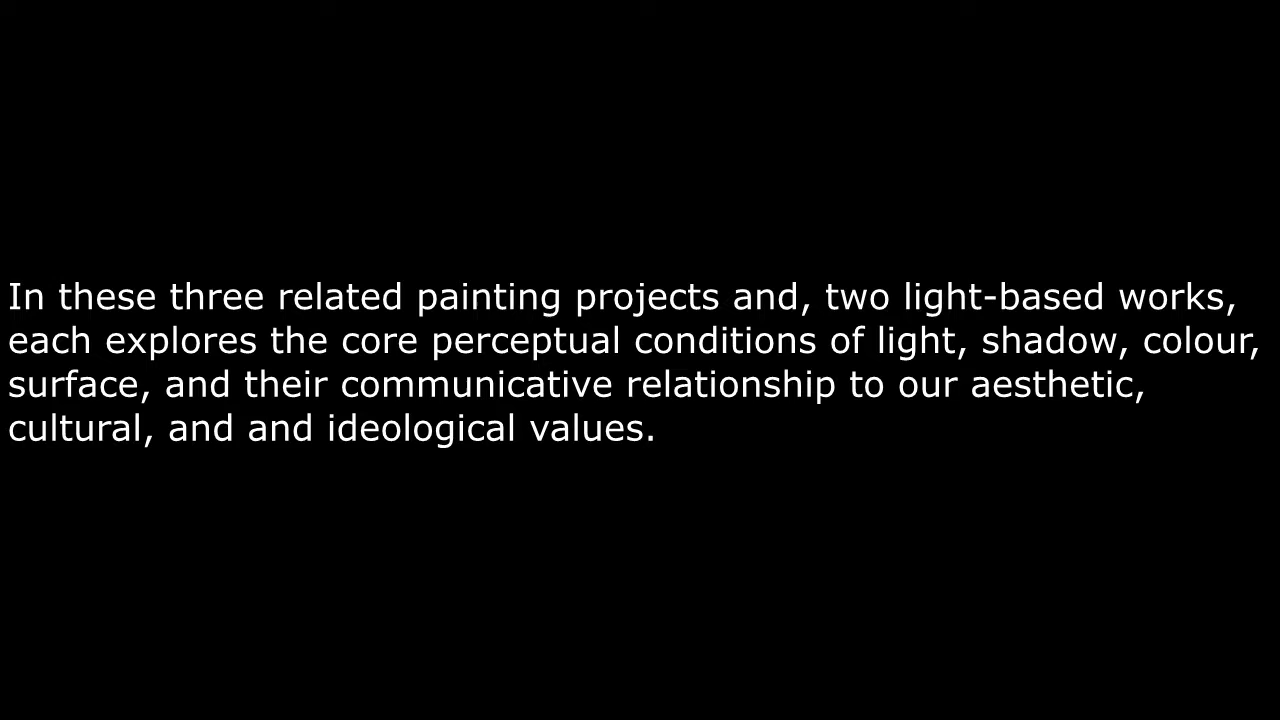 In these three related painting projects and, two light-based works,
each explores the core perceptual conditions of light, shadow, colour,
surface, and their communicative relationship to our aesthetic,
cultural, and and ideological values.